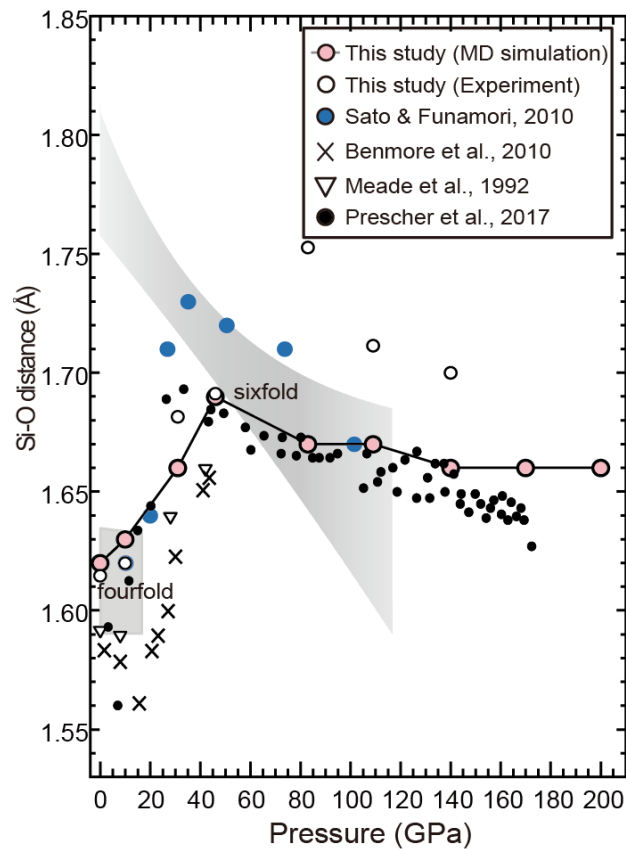 1.85
1.80
1.75
1.70
1.65
1.60
1.55
Si-O distance (Å)
This study (MD simulation)
This study (Experiment)
Sato & Funamori, 2010
Benmore et al., 2010
Meade et al., 1992
Prescher et al., 2017
sixfold
fourfold
0 20 40 60 80 100 120 140 160 180 200
Pressure (GPa)